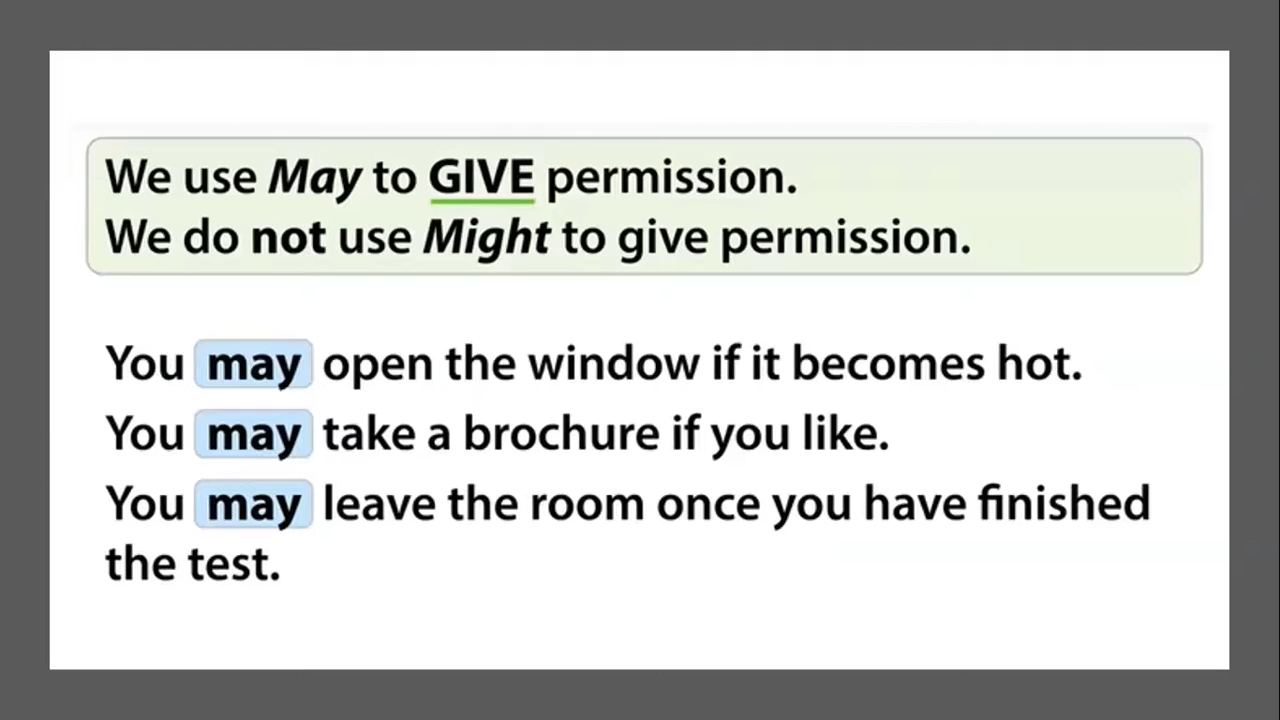 We use May to GIVE permission.
We do not use Might to give permission.
You may open the window if it becomes hot.
You may take a brochure if you like.
You may leave the room once you have finished
the test.